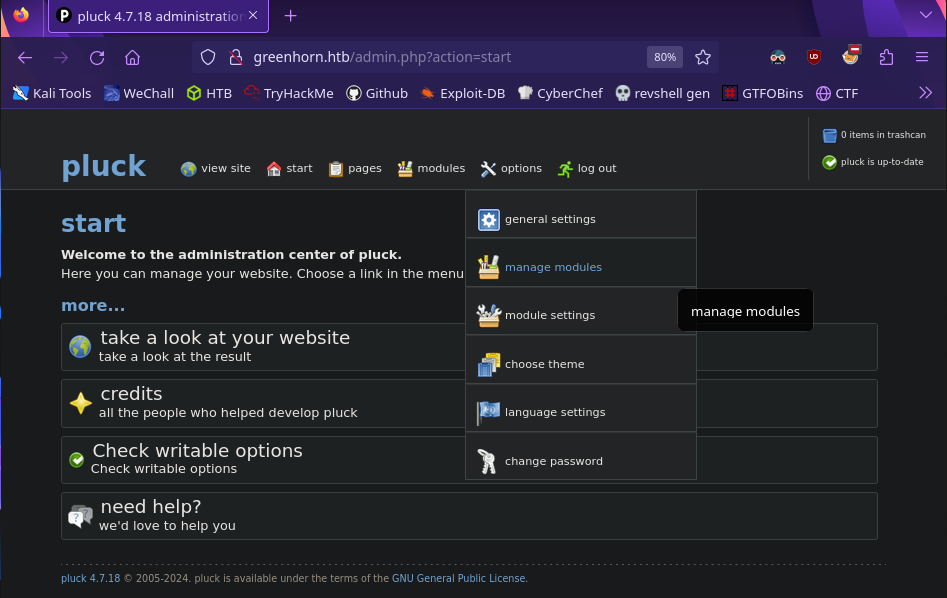 pluck 4.7.18 administration
greenhorn.htb/admin.php?action=start
80%
Kali Tools WeChall HTB TryHackMe Github Exploit-DB CyberChef revshell gen GTFOBins CTF
0 items in trashcan
pluck is up-to-date
pluck view site start pages modules options log out
general settings
manage modules
module settings
choose theme
language settings
change password
manage modules
start
Welcome to the administration center of pluck.
Here you can manage your website. Choose a link in the menu
more...
take a look at your website
take a look at the result
credits
all the people who helped develop pluck
Check writable options
Check writable options
need help?
we'd love to help you
pluck 4.7.18 © 2005-2024. pluck is available under the terms of the GNU General Public License.